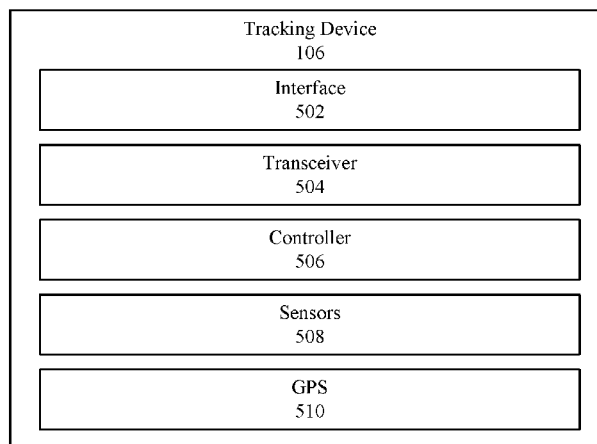 Tracking Device
106
Interface
502
Transceiver
504
Controller
506
Sensors
508
GPS
510